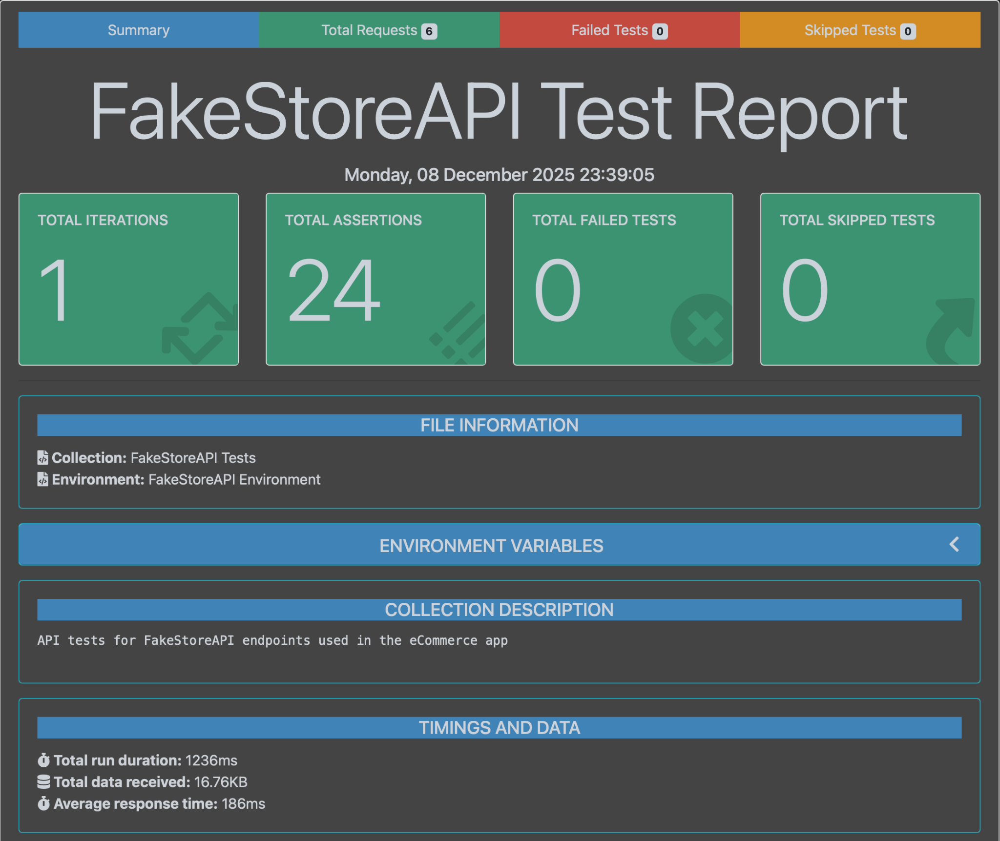 Summary
Total Requests 6
Failed Tests 0
Skipped Tests 0
FakeStoreAPI Test Report
Monday, 08 December 2025 23:39:05
TOTAL ITERATIONS
1
TOTAL ASSERTIONS
24
TOTAL FAILED TESTS
0
TOTAL SKIPPED TESTS
0
FILE INFORMATION
Collection: FakeStoreAPI Tests
Environment: FakeStoreAPI Environment
ENVIRONMENT VARIABLES
COLLECTION DESCRIPTION
API tests for FakeStoreAPI endpoints used in the eCommerce app
TIMINGS AND DATA
Total run duration: 1236ms
Total data received: 16.76KB
Average response time: 186ms